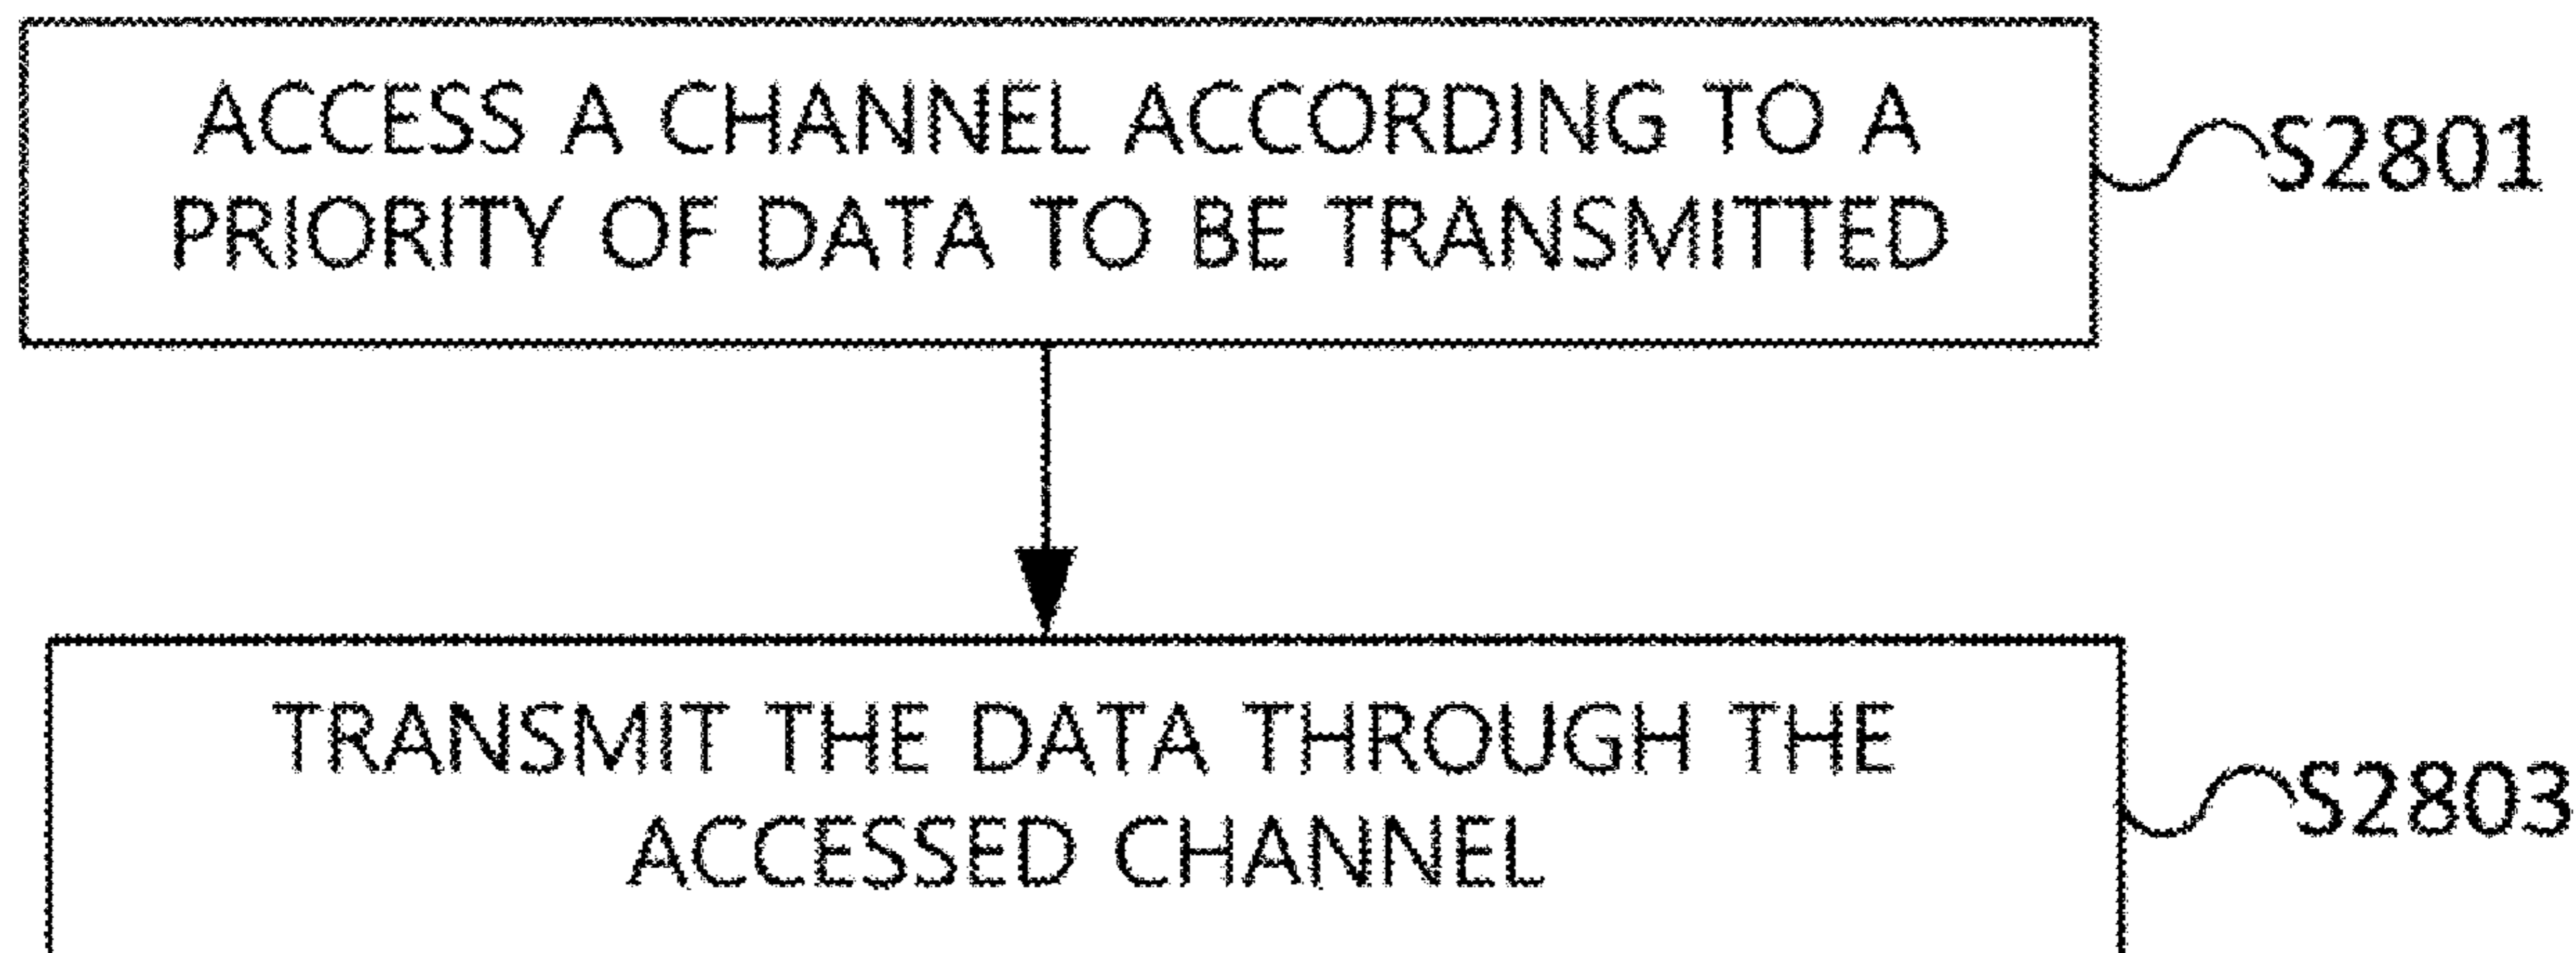 ACCESS A CHANNEL ACCORDING TO A
PRIORITY OF DATA TO BE TRANSMITTED
S2801
TRANSMIT THE DATA THROUGH THE
ACCESSED CHANNEL
S2803